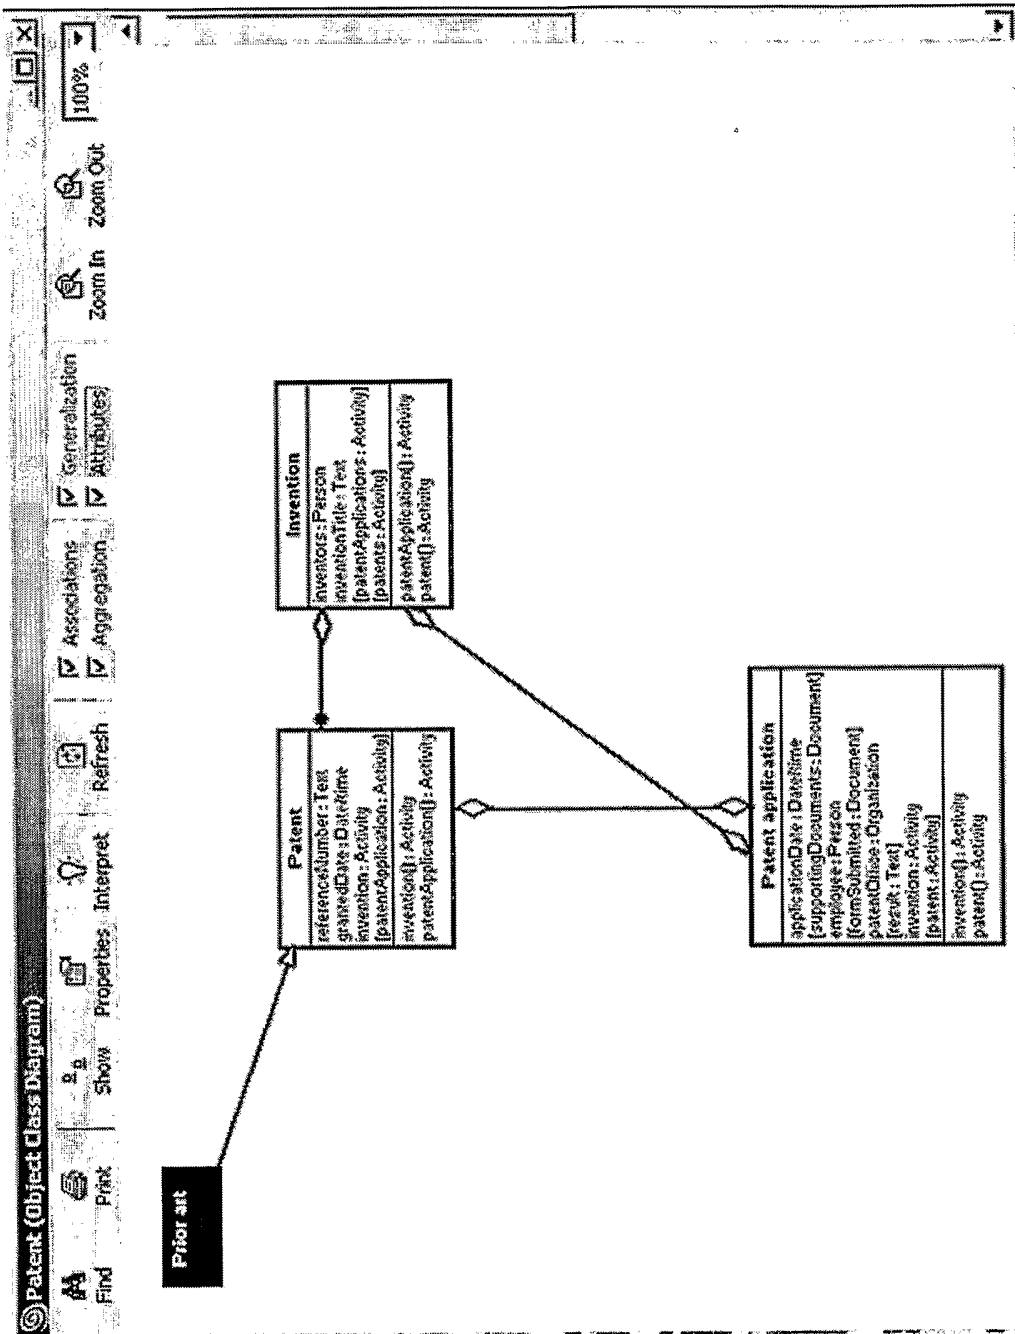 Patent (Object Class Diagram)
Find
Print
Show
Properties
Interpret
Refresh
Associations
Aggregation
Generalization
Attributes
Zoom In
Zoom Out
100%
Prior art
Patent
referenceNumber: Text
grantedDate: DateTime
invention: Activity
[patentApplication: Activity]
invention(): Activity
patentApplication(): Activity
Invention
inventors: Person
inventionTitle: Text
[patentApplications: Activity]
[patents: Activity]
patentApplication(): Activity
patent(): Activity
Patent application
applicationDate: DateTime
[supportingDocuments: Document]
employee: Person
[formSubmitted: Document]
patentOffice: Organization
[result: Text]
invention: Activity
[patent: Activity]
invention(): Activity
patent(): Activity